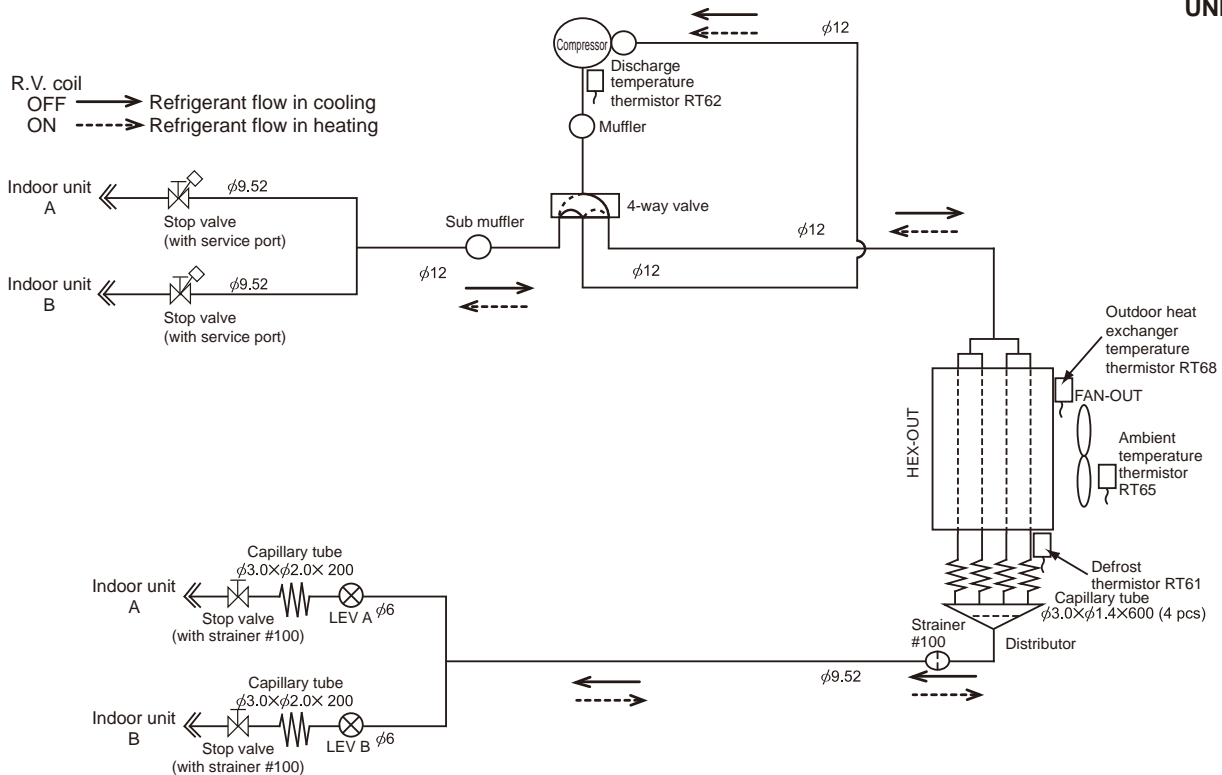 UNI
R.V. coil
OFF Refrigerant flow in cooling
ON Refrigerant flow in heating
Compressor
ϕ12
Discharge
temperature
thermistor RT62
Muffler
Indoor unit
A
ϕ9.52
Stop valve
(with service port)
4-way valve
Sub muffler
ϕ12
ϕ12
ϕ12
Indoor unit
B
ϕ9.52
Stop valve
(with service port)
Outdoor heat
exchanger
temperature
thermistor RT68
FAN-OUT
HEX-OUT
Ambient
temperature
thermistor
RT65
Defrost
thermistor RT61
Capillary tube
ϕ3.0×ϕ1.4×600 (4 pcs)
Distributor
Strainer
#100
ϕ9.52
Capillary tube
ϕ3.0×ϕ2.0× 200
Indoor unit
A
Stop valve
(with strainer #100)
LEV A
ϕ6
Capillary tube
ϕ3.0×ϕ2.0× 200
Indoor unit
B
Stop valve
(with strainer #100)
LEV B
ϕ6